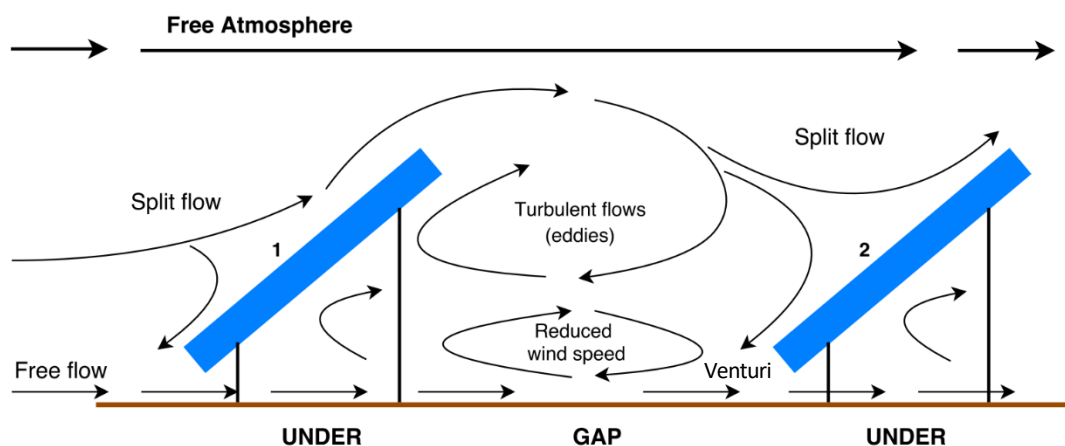 Free Atmosphere
Split flow
Split flow
1
Turbulent flows
(eddies)
2
Reduced
wind speed
Free flow
Venturi
UNDER
GAP
UNDER